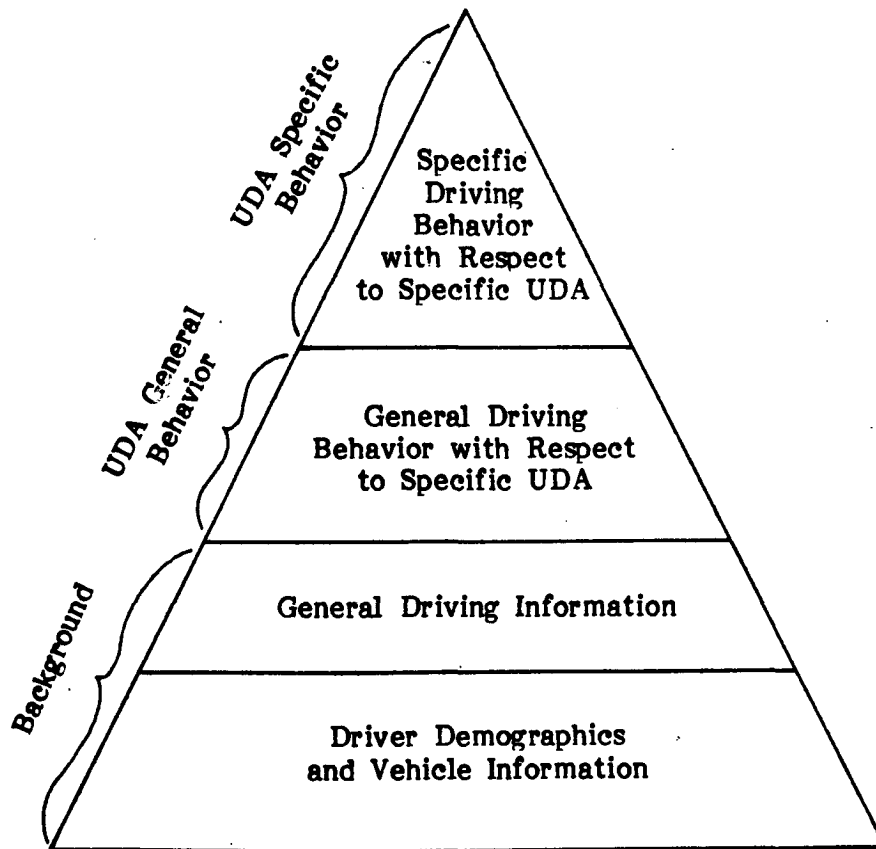 UDA Specific
Behavior
Specific
Driving
Behavior
with Respect
to Specific UDA
UDA General
Behavior
General Driving
Behavior with Respect
to Specific UDA
Background
General Driving Information
Driver Demographics
and Vehicle Information